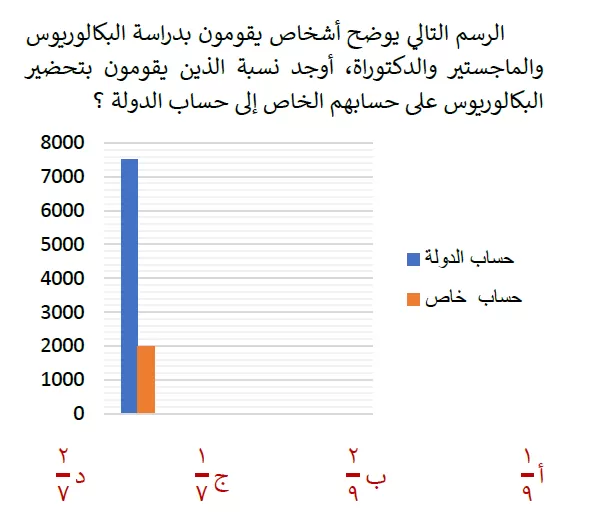 الرسم التالي يوضح أشخاص يقومون بدراسة البكالوريوس
والماجستير والدكتوراة، أوجد نسبة الذين يقومون بتحضير
البكالوريوس على حسابهم الخاص إلى حساب الدولة ؟
8000
7000
6000
5000
4000
3000
2000
1000
0
حساب الدولة
حساب خاص
أ ١/٩ ب ٢/٩ ج ١/٧ د ٢/٧